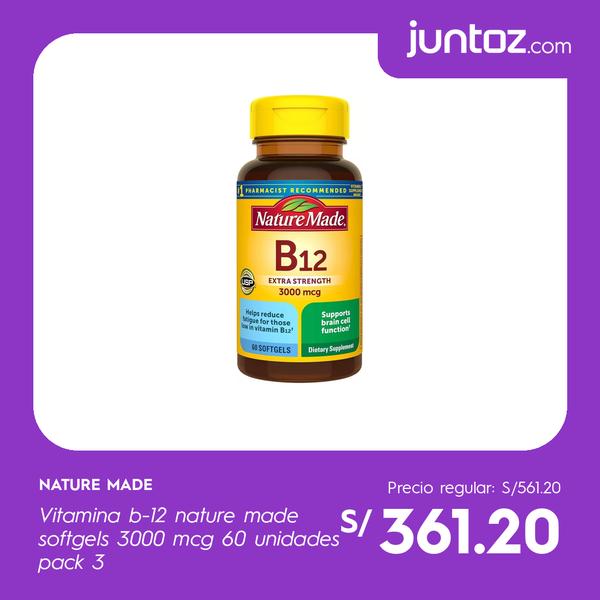 juntoz.com
#1 PHARMACIST RECOMMENDED
Nature Made®
B12
EXTRA STRENGTH
3000 mcg
USP
Helps reduce
fatigue for those
low in vitamin B12†
Supports
brain cell
function†
60 SOFTGELS
Dietary Supplement
NATURE MADE
Precio regular: S/561.20
Vitamina b-12 nature made
softgels 3000 mcg 60 unidades
pack 3
S/ 361.20